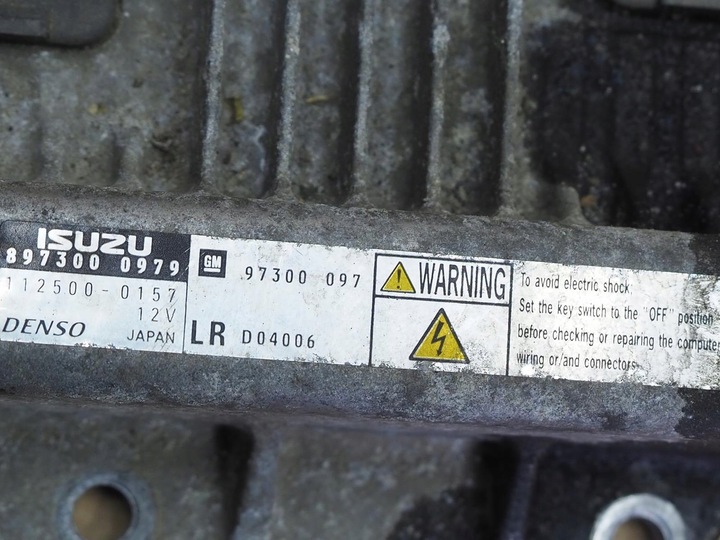 ISUZU
897300 0979
112500-0157
12V
DENSO JAPAN
GM 97300 097
LR D04006
WARNING
To avoid electric shock
Set the key switch to the "OFF" position
before checking or repairing the computer
wiring or/and connectors